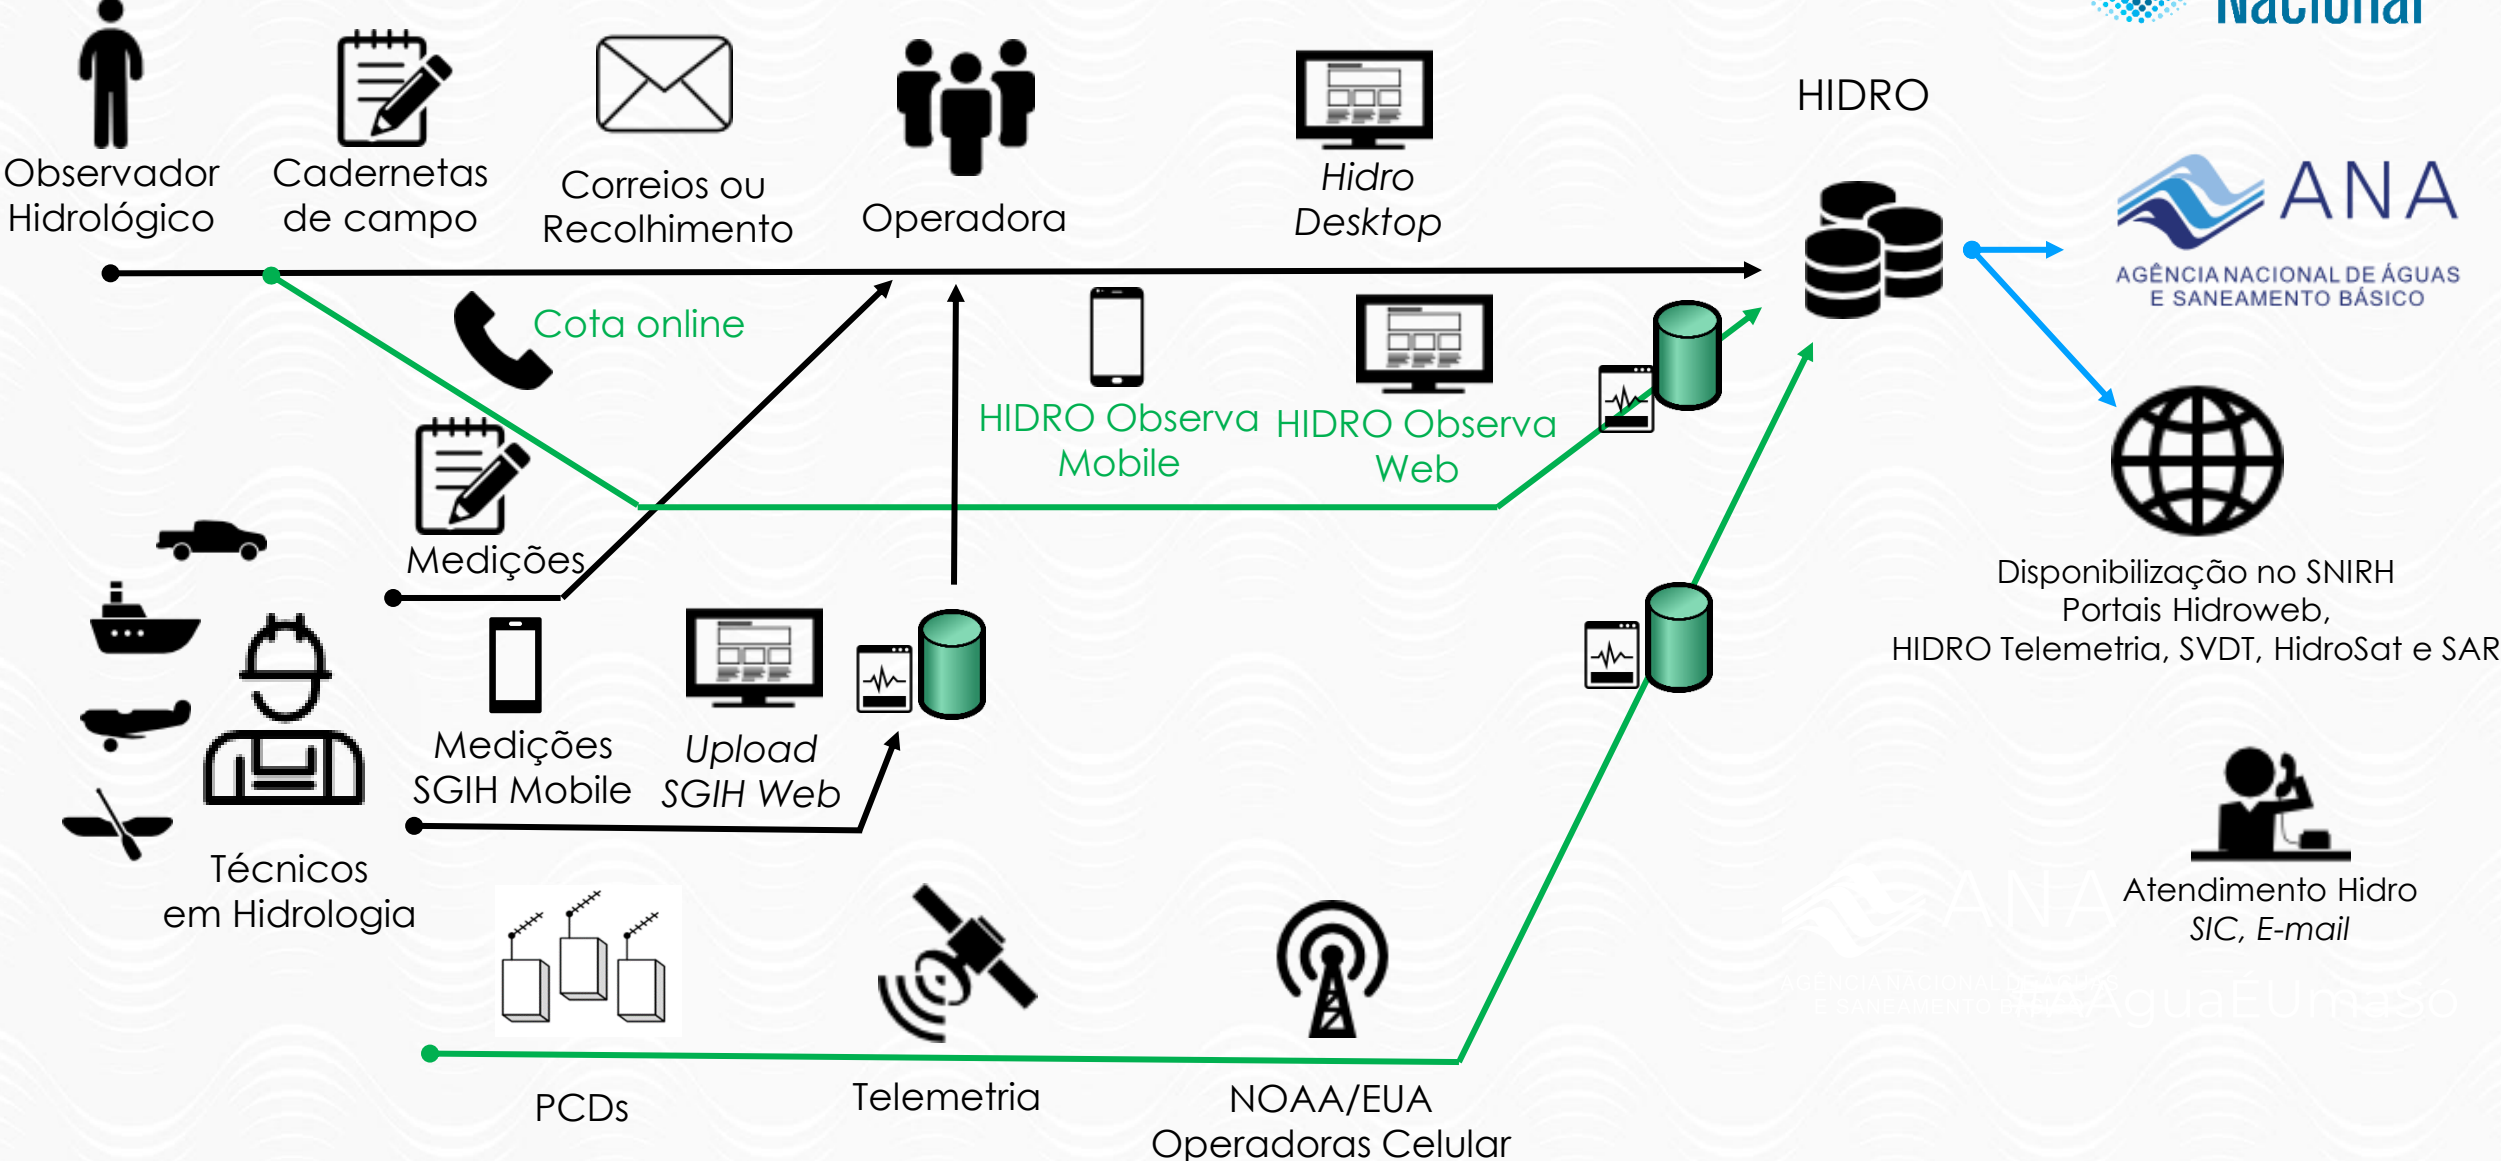 Nacional
HIDRO
Observador
Hidrológico
Cadernetas
de campo
Correios ou
Recolhimento
Operadora
Hidro
Desktop
ANA
AGÊNCIA NACIONAL DE ÁGUAS
E SANEAMENTO BÁSICO
Cota online
HIDRO Observa
Mobile
HIDRO Observa
Web
Medições
Disponibilização no SNIRH
Portais Hidroweb,
HIDRO Telemetria, SVDT, HidroSat e SAR
Medições
SGIH Mobile
Upload
SGIH Web
Técnicos
em Hidrologia
Atendimento Hidro
SIC, E-mail
ANA
#AÁguaÉUmaSó
PCDs
Telemetria
NOAA/EUA
Operadoras Celular